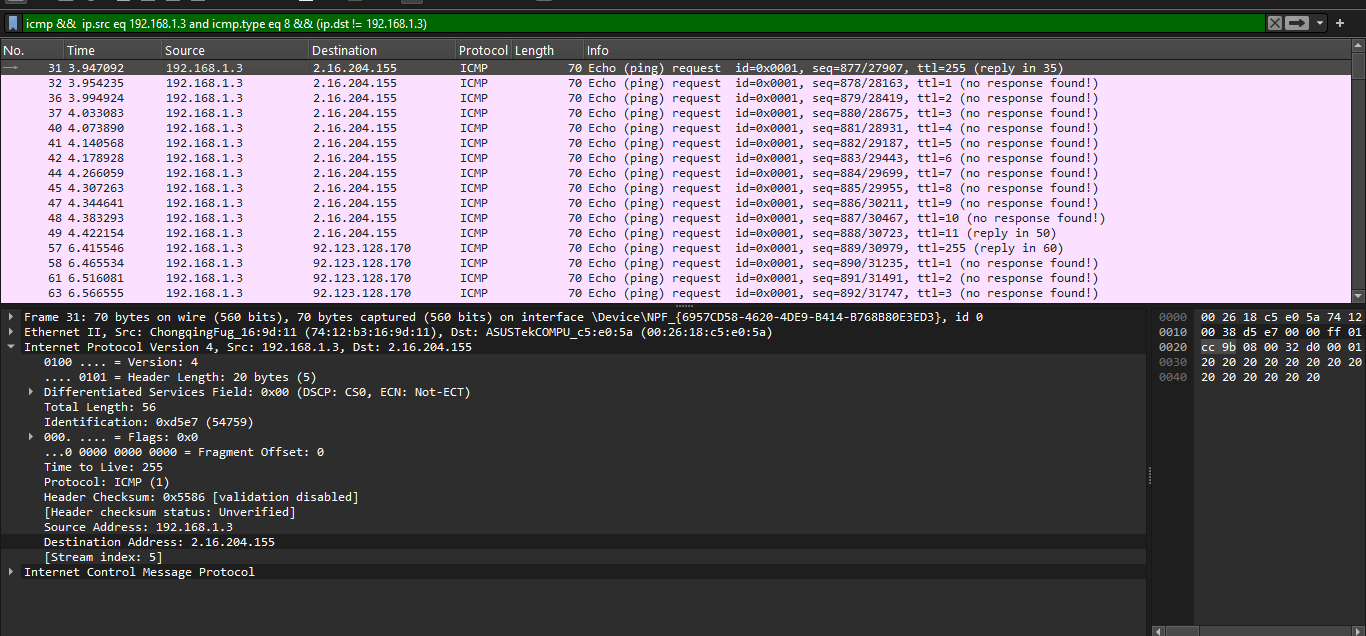 icmp && ip.src eq 192.168.1.3 and icmp.type eq 8 && (ip.dst != 192.168.1.3)
No. Time Source Destination Protocol Length Info
31 3.947092 192.168.1.3 2.16.204.155 ICMP 70 Echo (ping) request id=0x0001, seq=877/27907, ttl=255 (reply in 35)
32 3.954235 192.168.1.3 2.16.204.155 ICMP 70 Echo (ping) request id=0x0001, seq=878/28163, ttl=1 (no response found!)
36 3.994924 192.168.1.3 2.16.204.155 ICMP 70 Echo (ping) request id=0x0001, seq=879/28419, ttl=2 (no response found!)
37 4.033083 192.168.1.3 2.16.204.155 ICMP 70 Echo (ping) request id=0x0001, seq=880/28675, ttl=3 (no response found!)
40 4.073890 192.168.1.3 2.16.204.155 ICMP 70 Echo (ping) request id=0x0001, seq=881/28931, ttl=4 (no response found!)
41 4.140568 192.168.1.3 2.16.204.155 ICMP 70 Echo (ping) request id=0x0001, seq=882/29187, ttl=5 (no response found!)
42 4.178928 192.168.1.3 2.16.204.155 ICMP 70 Echo (ping) request id=0x0001, seq=883/29443, ttl=6 (no response found!)
44 4.266059 192.168.1.3 2.16.204.155 ICMP 70 Echo (ping) request id=0x0001, seq=884/29699, ttl=7 (no response found!)
45 4.307263 192.168.1.3 2.16.204.155 ICMP 70 Echo (ping) request id=0x0001, seq=885/29955, ttl=8 (no response found!)
47 4.344641 192.168.1.3 2.16.204.155 ICMP 70 Echo (ping) request id=0x0001, seq=886/30211, ttl=9 (no response found!)
48 4.383293 192.168.1.3 2.16.204.155 ICMP 70 Echo (ping) request id=0x0001, seq=887/30467, ttl=10 (no response found!)
49 4.422154 192.168.1.3 2.16.204.155 ICMP 70 Echo (ping) request id=0x0001, seq=888/30723, ttl=11 (reply in 50)
57 6.415546 192.168.1.3 92.123.128.170 ICMP 70 Echo (ping) request id=0x0001, seq=889/30979, ttl=255 (reply in 60)
58 6.465534 192.168.1.3 92.123.128.170 ICMP 70 Echo (ping) request id=0x0001, seq=890/31235, ttl=1 (no response found!)
61 6.516081 192.168.1.3 92.123.128.170 ICMP 70 Echo (ping) request id=0x0001, seq=891/31491, ttl=2 (no response found!)
63 6.566555 192.168.1.3 92.123.128.170 ICMP 70 Echo (ping) request id=0x0001, seq=892/31747, ttl=3 (no response found!)
Frame 31: 70 bytes on wire (560 bits), 70 bytes captured (560 bits) on interface \Device\NPF_{6957CD58-4620-4DE9-B414-B768B80E3ED3}, id 0
Ethernet II, Src: ChongqingFug_16:9d:11 (74:12:b3:16:9d:11), Dst: ASUSTekCOMPU_c5:e0:5a (00:26:18:c5:e0:5a)
Internet Protocol Version 4, Src: 192.168.1.3, Dst: 2.16.204.155
0100 .... = Version: 4
.... 0101 = Header Length: 20 bytes (5)
Differentiated Services Field: 0x00 (DSCP: CS0, ECN: Not-ECT)
Total Length: 56
Identification: 0xd5e7 (54759)
000. .... = Flags: 0x0
...0 0000 0000 0000 = Fragment Offset: 0
Time to Live: 255
Protocol: ICMP (1)
Header Checksum: 0x5586 [validation disabled]
[Header checksum status: Unverified]
Source Address: 192.168.1.3
Destination Address: 2.16.204.155
[Stream index: 5]
Internet Control Message Protocol
0000 00 26 18 c5 e0 5a 74 12
0010 00 38 d5 e7 00 00 ff 01
0020 cc 9b 08 00 32 d0 00 01
0030 20 20 20 20 20 20 20 20
0040 20 20 20 20 20 20